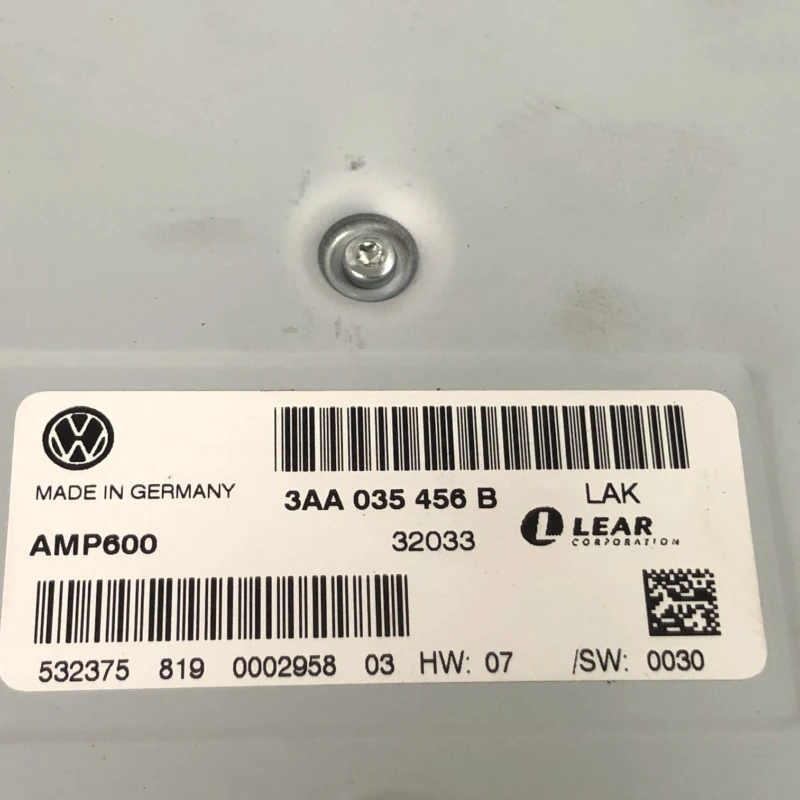 MADE IN GERMANY
3AA 035 456 B LAK
AMP600 32033 LEAR
CORPORATION
532375 819 0002958 03 HW: 07 /SW: 0030